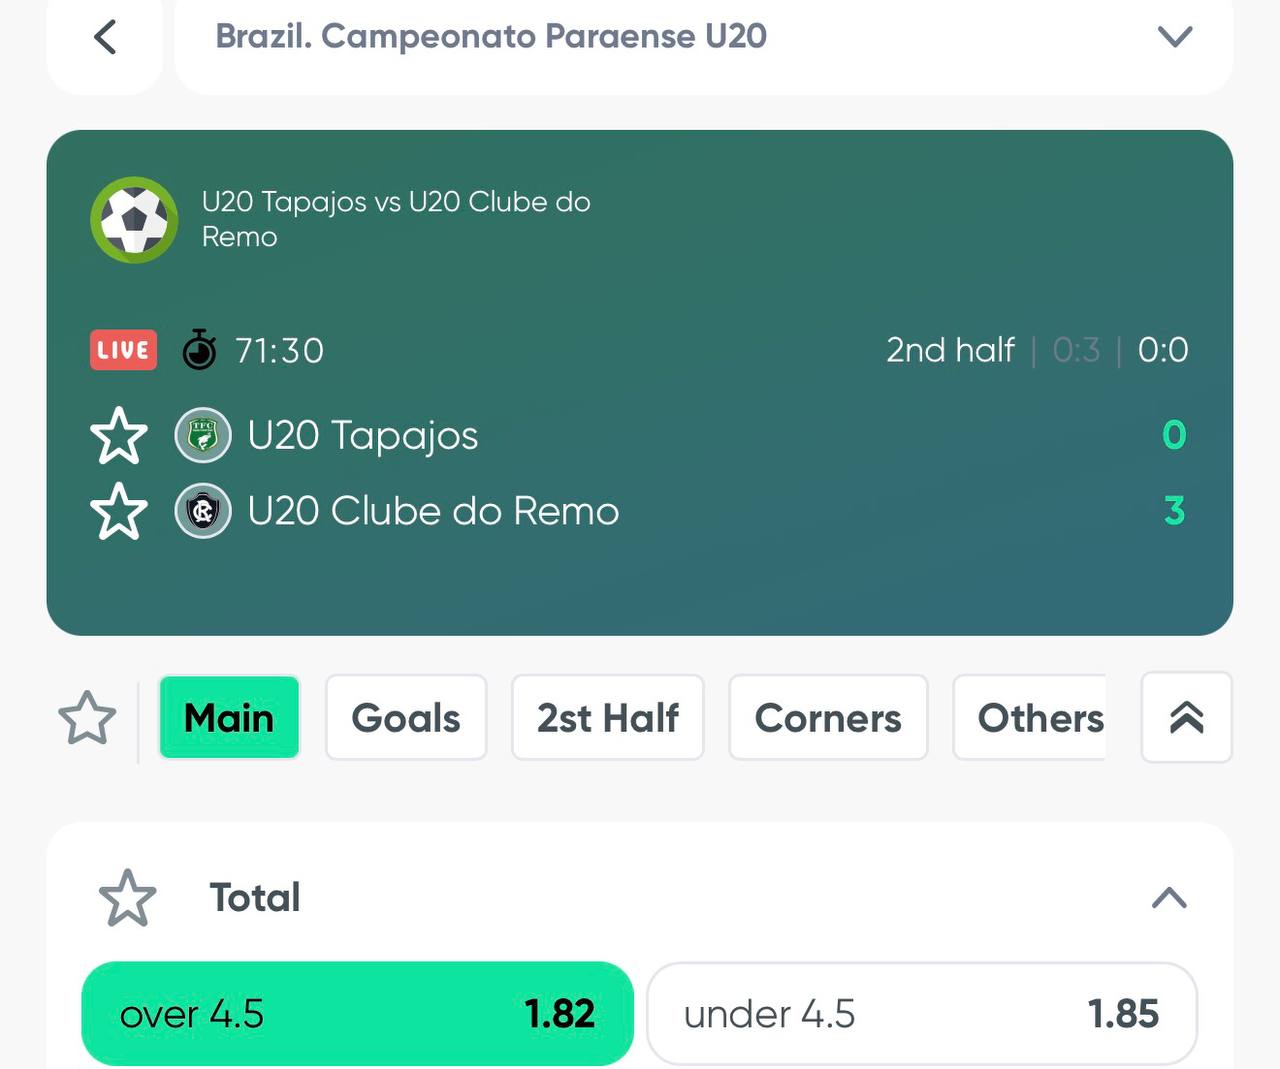 Brazil. Campeonato Paraense U20
U20 Tapajos vs U20 Clube do
Remo
LIVE 71:30 2nd half | 0:3 | 0:0
TFC
U20 Tapajos 0
U20 Clube do Remo 3
Main Goals 2st Half Corners Others
Total
over 4.5 1.82 under 4.5 1.85